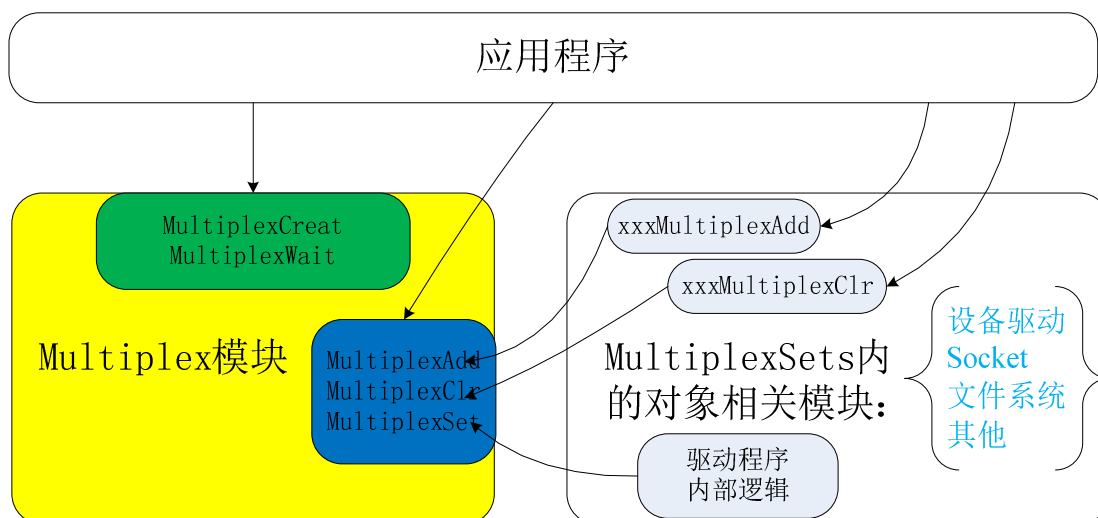 应用程序
MultiplexCreat
MultiplexWait
Multiplex模块
MultiplexAdd
MultiplexClr
MultiplexSet
xxxMultiplexAdd
xxxMultiplexClr
MultiplexSets内
的对象相关模块：
设备驱动
Socket
文件系统
其他
驱动程序
内部逻辑